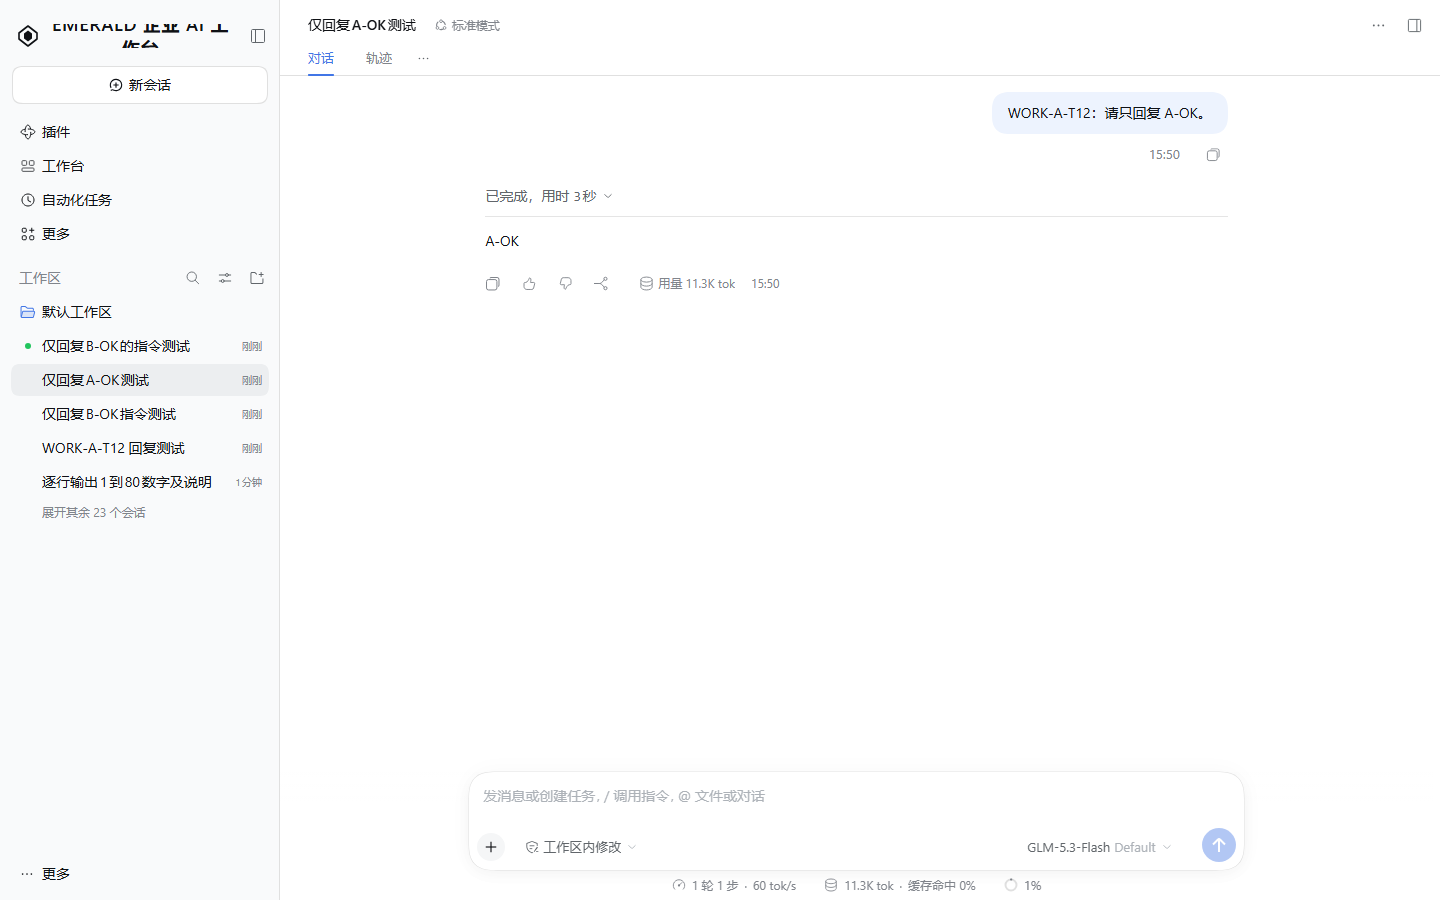 EMERALD 企业 AI 工
作台
新会话
插件
工作台
自动化任务
更多
工作区
默认工作区
仅回复B-OK的指令测试 刚刚
仅回复A-OK测试 刚刚
仅回复B-OK指令测试 刚刚
WORK-A-T12 回复测试 刚刚
逐行输出1到80数字及说明 1分钟
展开其余 23 个会话
更多
仅回复A-OK测试 标准模式
对话 轨迹
WORK-A-T12：请只回复 A-OK。
15:50
已完成，用时 3秒
A-OK
用量 11.3K tok 15:50
发消息或创建任务, / 调用指令, @ 文件或对话
工作区内修改 GLM-5.3-Flash Default
1 轮 1 步 · 60 tok/s 11.3K tok · 缓存命中 0% 1%